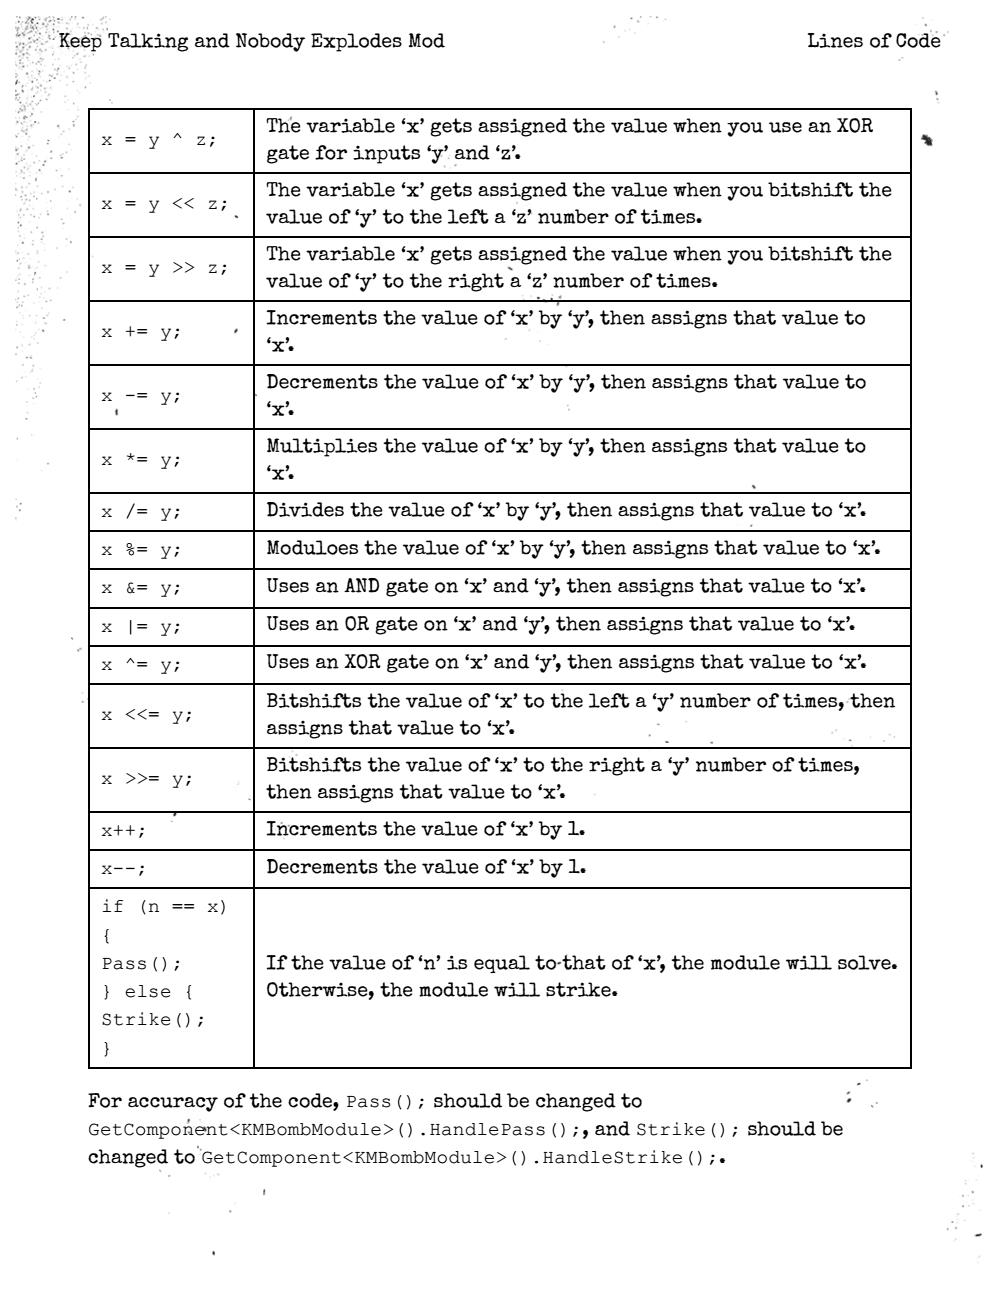 Keep Talking and Nobody Explodes Mod
Lines of Code
x = y ^ z;
The variable ‘x’ gets assigned the value when you use an XOR
gate for inputs ‘y’ and ‘z’.
x = y << z;
The variable ‘x’ gets assigned the value when you bitshift the
value of ‘y’ to the left a ‘z’ number of times.
x = y >> z;
The variable ‘x’ gets assigned the value when you bitshift the
value of ‘y’ to the right a ‘z’ number of times.
x += y;
Increments the value of ‘x’ by ‘y’, then assigns that value to
‘x’.
x -= y;
Decrements the value of ‘x’ by ‘y’, then assigns that value to
‘x’.
x *= y;
Multiplies the value of ‘x’ by ‘y’, then assigns that value to
‘x’.
x /= y;
Divides the value of ‘x’ by ‘y’, then assigns that value to ‘x’.
x %= y;
Moduloes the value of ‘x’ by ‘y’, then assigns that value to ‘x’.
x &= y;
Uses an AND gate on ‘x’ and ‘y’, then assigns that value to ‘x’.
x |= y;
Uses an OR gate on ‘x’ and ‘y’, then assigns that value to ‘x’.
x ^= y;
Uses an XOR gate on ‘x’ and ‘y’, then assigns that value to ‘x’.
x <<= y;
Bitshifts the value of ‘x’ to the left a ‘y’ number of times, then
assigns that value to ‘x’.
x >>= y;
Bitshifts the value of ‘x’ to the right a ‘y’ number of times,
then assigns that value to ‘x’.
x++;
Increments the value of ‘x’ by 1.
x--;
Decrements the value of ‘x’ by 1.
if (n == x)
{
Pass();
} else {
Strike();
}
If the value of ‘n’ is equal to that of ‘x’, the module will solve.
Otherwise, the module will strike.
For accuracy of the code, Pass(); should be changed to
GetComponent<KMBombModule>().HandlePass();, and Strike(); should be
changed to GetComponent<KMBombModule>().HandleStrike();.